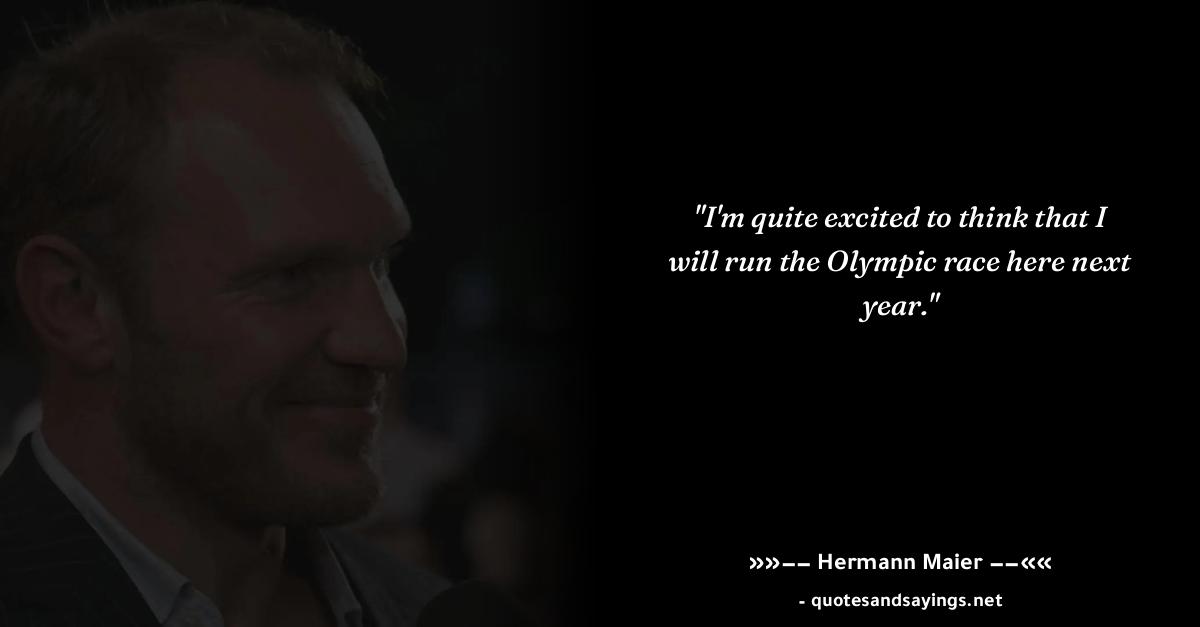 "I'm quite excited to think that I
will run the Olympic race here next
year."
»»−− Hermann Maier −−««
- quotesandsayings.net